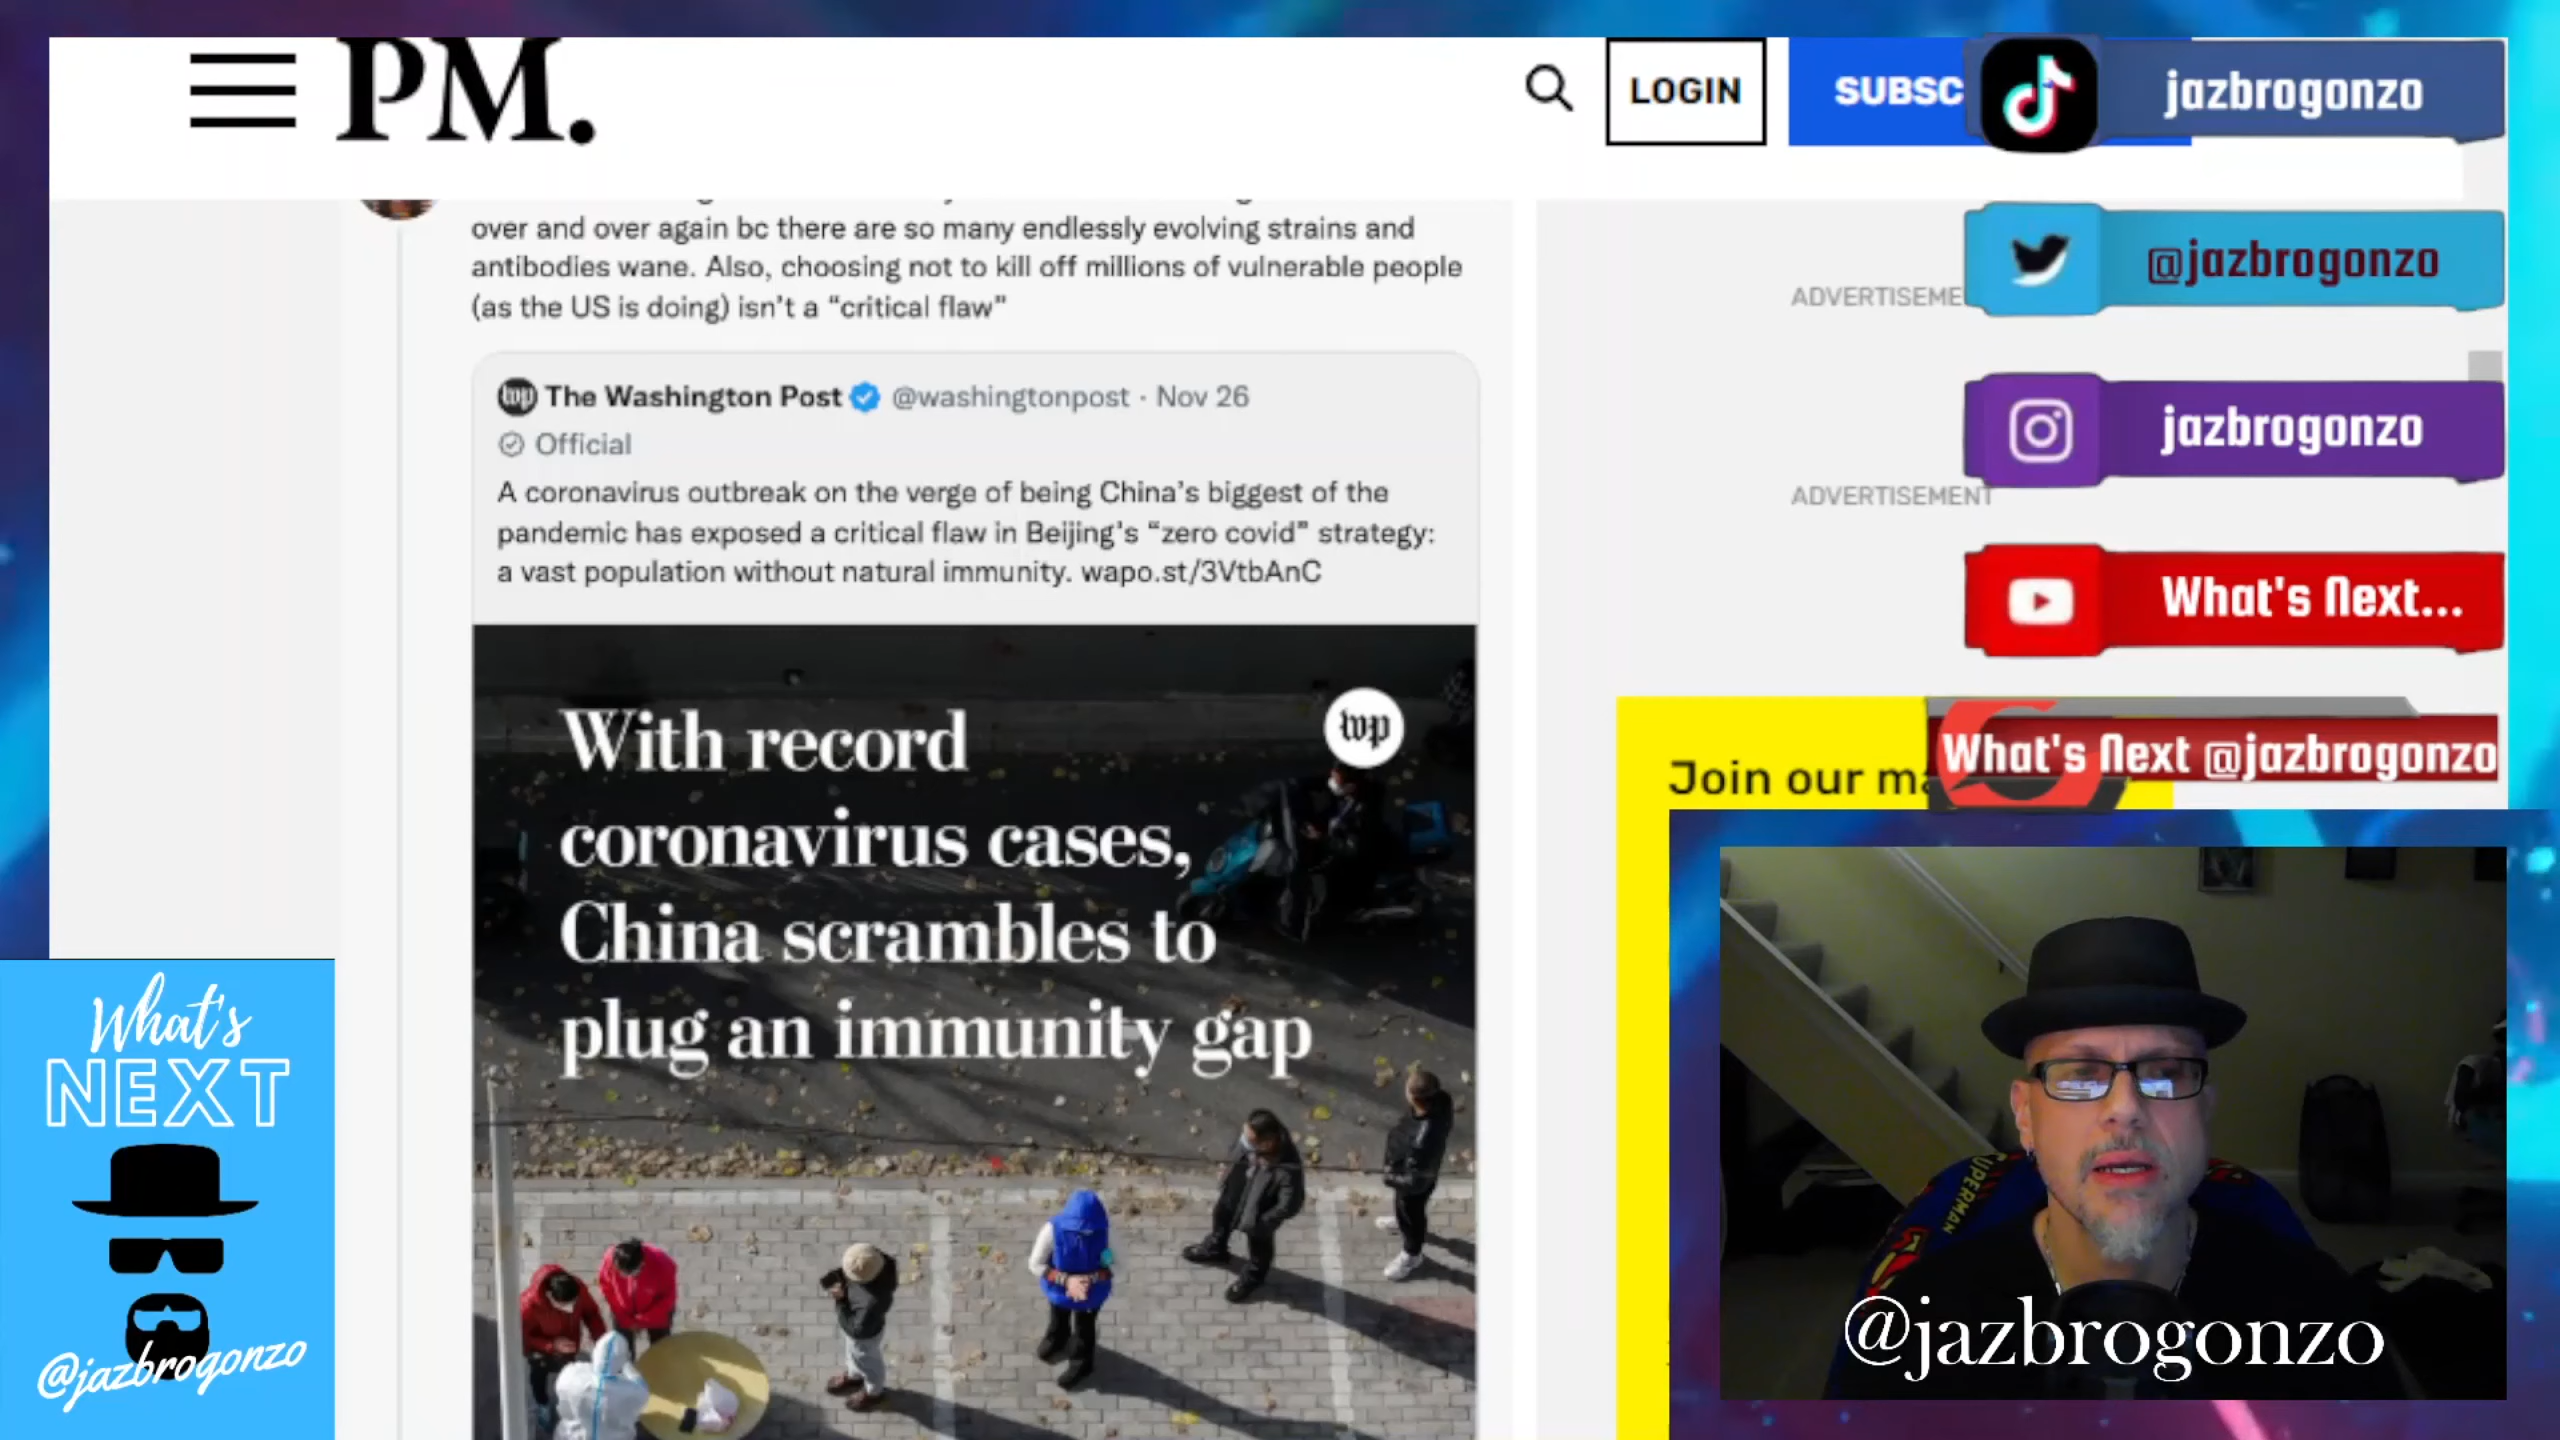 PM.
LOGIN
SUBSC
jazbrogonzo
over and over again bc there are so many endlessly evolving strains and
antibodies wane. Also, choosing not to kill off millions of vulnerable people
(as the US is doing) isn't a “critical flaw”
ADVERTISEME
@jazbrogonzo
wp The Washington Post @washingtonpost · Nov 26
Official
jazbrogonzo
ADVERTISEMENT
A coronavirus outbreak on the verge of being China's biggest of the
pandemic has exposed a critical flaw in Beijing's “zero covid” strategy:
a vast population without natural immunity. wapo.st/3VtbAnC
What's Next...
With record
coronavirus cases,
China scrambles to
plug an immunity gap
wp
Join our ma
What's Next @jazbrogonzo
What's
NEXT
@jazbrogonzo
SUPERMAN
@jazbrogonzo